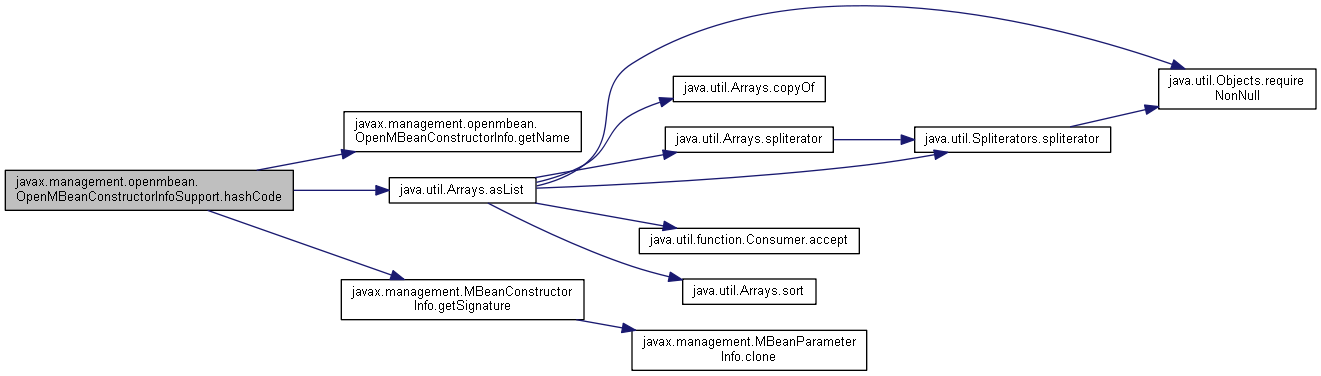 javax.management.openmbean.
OpenMBeanConstructorInfoSupport.hashCode
javax.management.openmbean.
OpenMBeanConstructorInfo.getName
java.util.Arrays.asList
javax.management.MBeanConstructor
Info.getSignature
java.util.Arrays.copyOf
java.util.Arrays.spliterator
java.util.function.Consumer.accept
java.util.Arrays.sort
javax.management.MBeanParameter
Info.clone
java.util.Spliterators.spliterator
java.util.Objects.require
NonNull